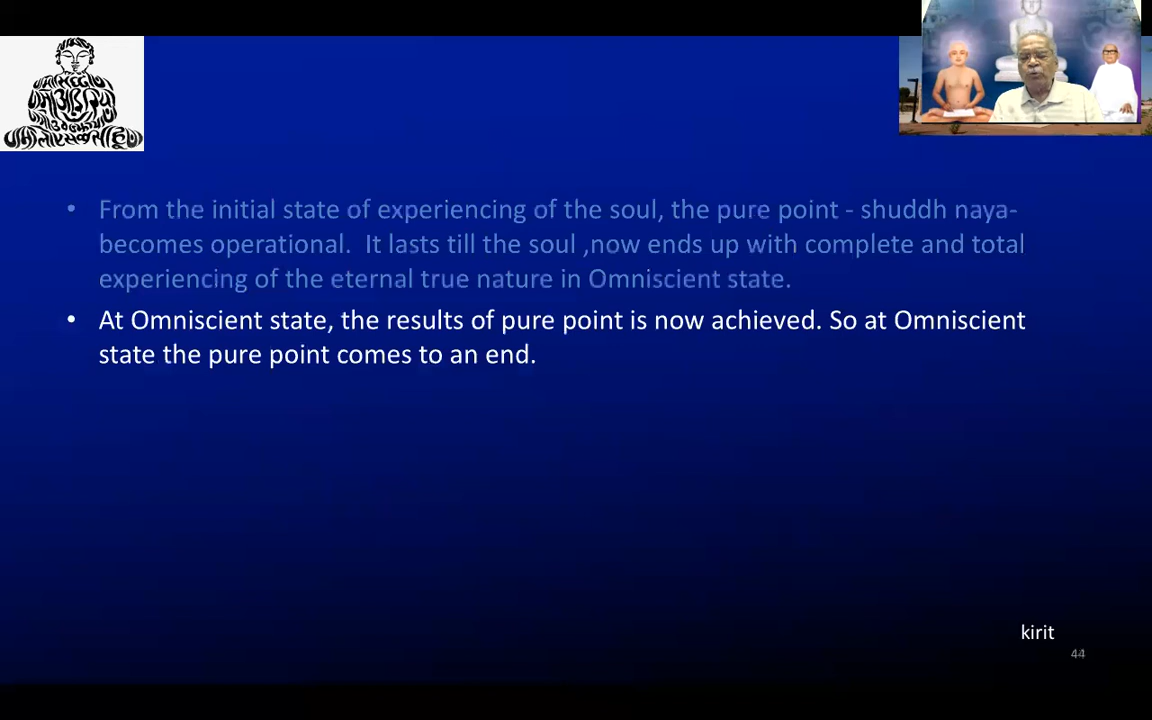 • From the initial state of experiencing of the soul, the pure point - shuddh naya-
becomes operational.  It lasts till the soul ,now ends up with complete and total
experiencing of the eternal true nature in Omniscient state.
• At Omniscient state, the results of pure point is now achieved. So at Omniscient
state the pure point comes to an end.
kirit
44